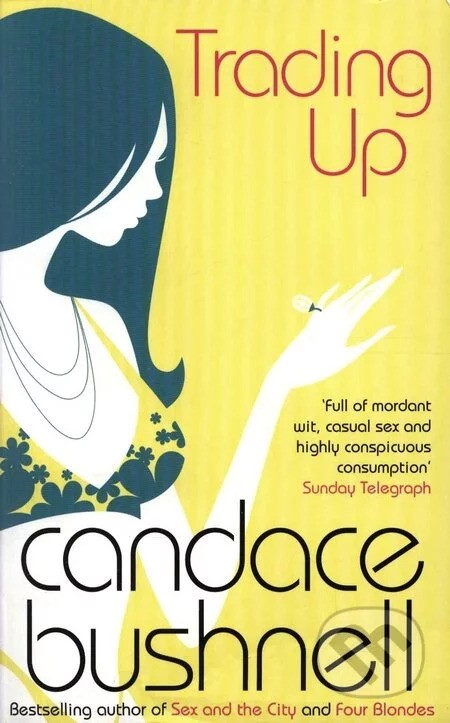 Trading
Up
'Full of mordant
wit, casual sex and
highly conspicuous
consumption'
Sunday Telegraph
candace
bushnell
Bestselling author of Sex and the City and Four Blondes